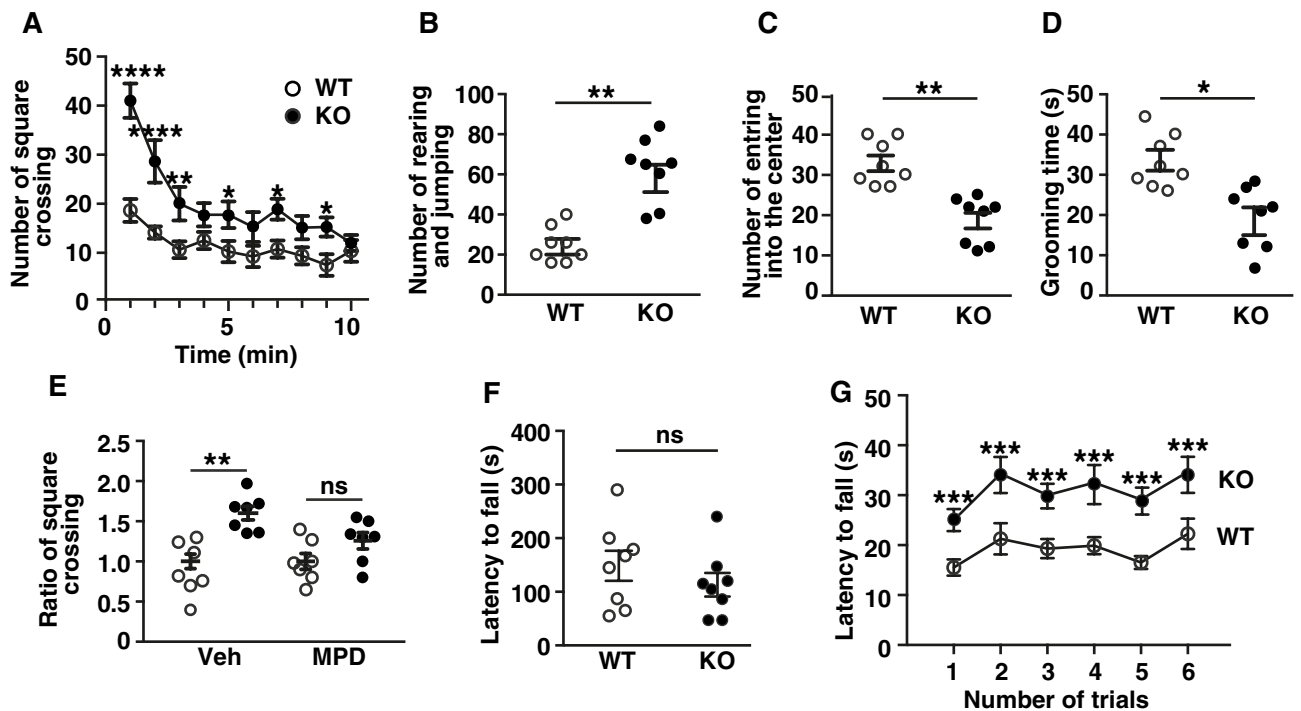 A
Number of square
crossing
50
40
30
20
10
0
0
5
10
Time (min)
WT
KO
****
****
**
*
*
*
B
Number of rearing
and jumping
100
80
60
40
20
0
**
WT
KO
C
Number of entring
into the center
50
40
30
20
10
0
**
WT
KO
D
Grooming time (s)
50
40
30
20
10
0
*
WT
KO
E
Ratio of square
crossing
2.5
2.0
1.5
1.0
0.5
0
**
ns
Veh
MPD
F
Latency to fall (s)
400
300
200
100
0
ns
WT
KO
G
Latency to fall (s)
50
40
30
20
10
0
***
***
***
***
***
***
KO
WT
1 2 3 4 5 6
Number of trials